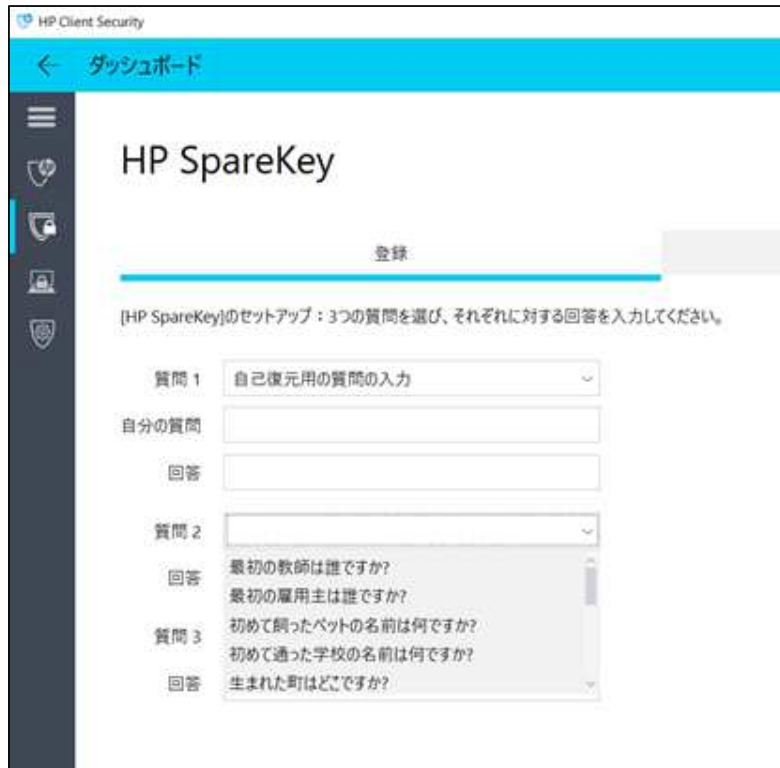 HP Client Security
ダッシュボード
HP SpareKey
登録
[HP SpareKey]のセットアップ：3つの質問を選び、それぞれに対する回答を入力してください。
質問 1 自己復元用の質問の入力
自分の質問
回答
質問 2
最初の教師は誰ですか?
回答
最初の雇用主は誰ですか?
初めて飼ったペットの名前は何ですか?
質問 3
初めて通った学校の名前は何ですか?
回答 生まれた町はどこですか?